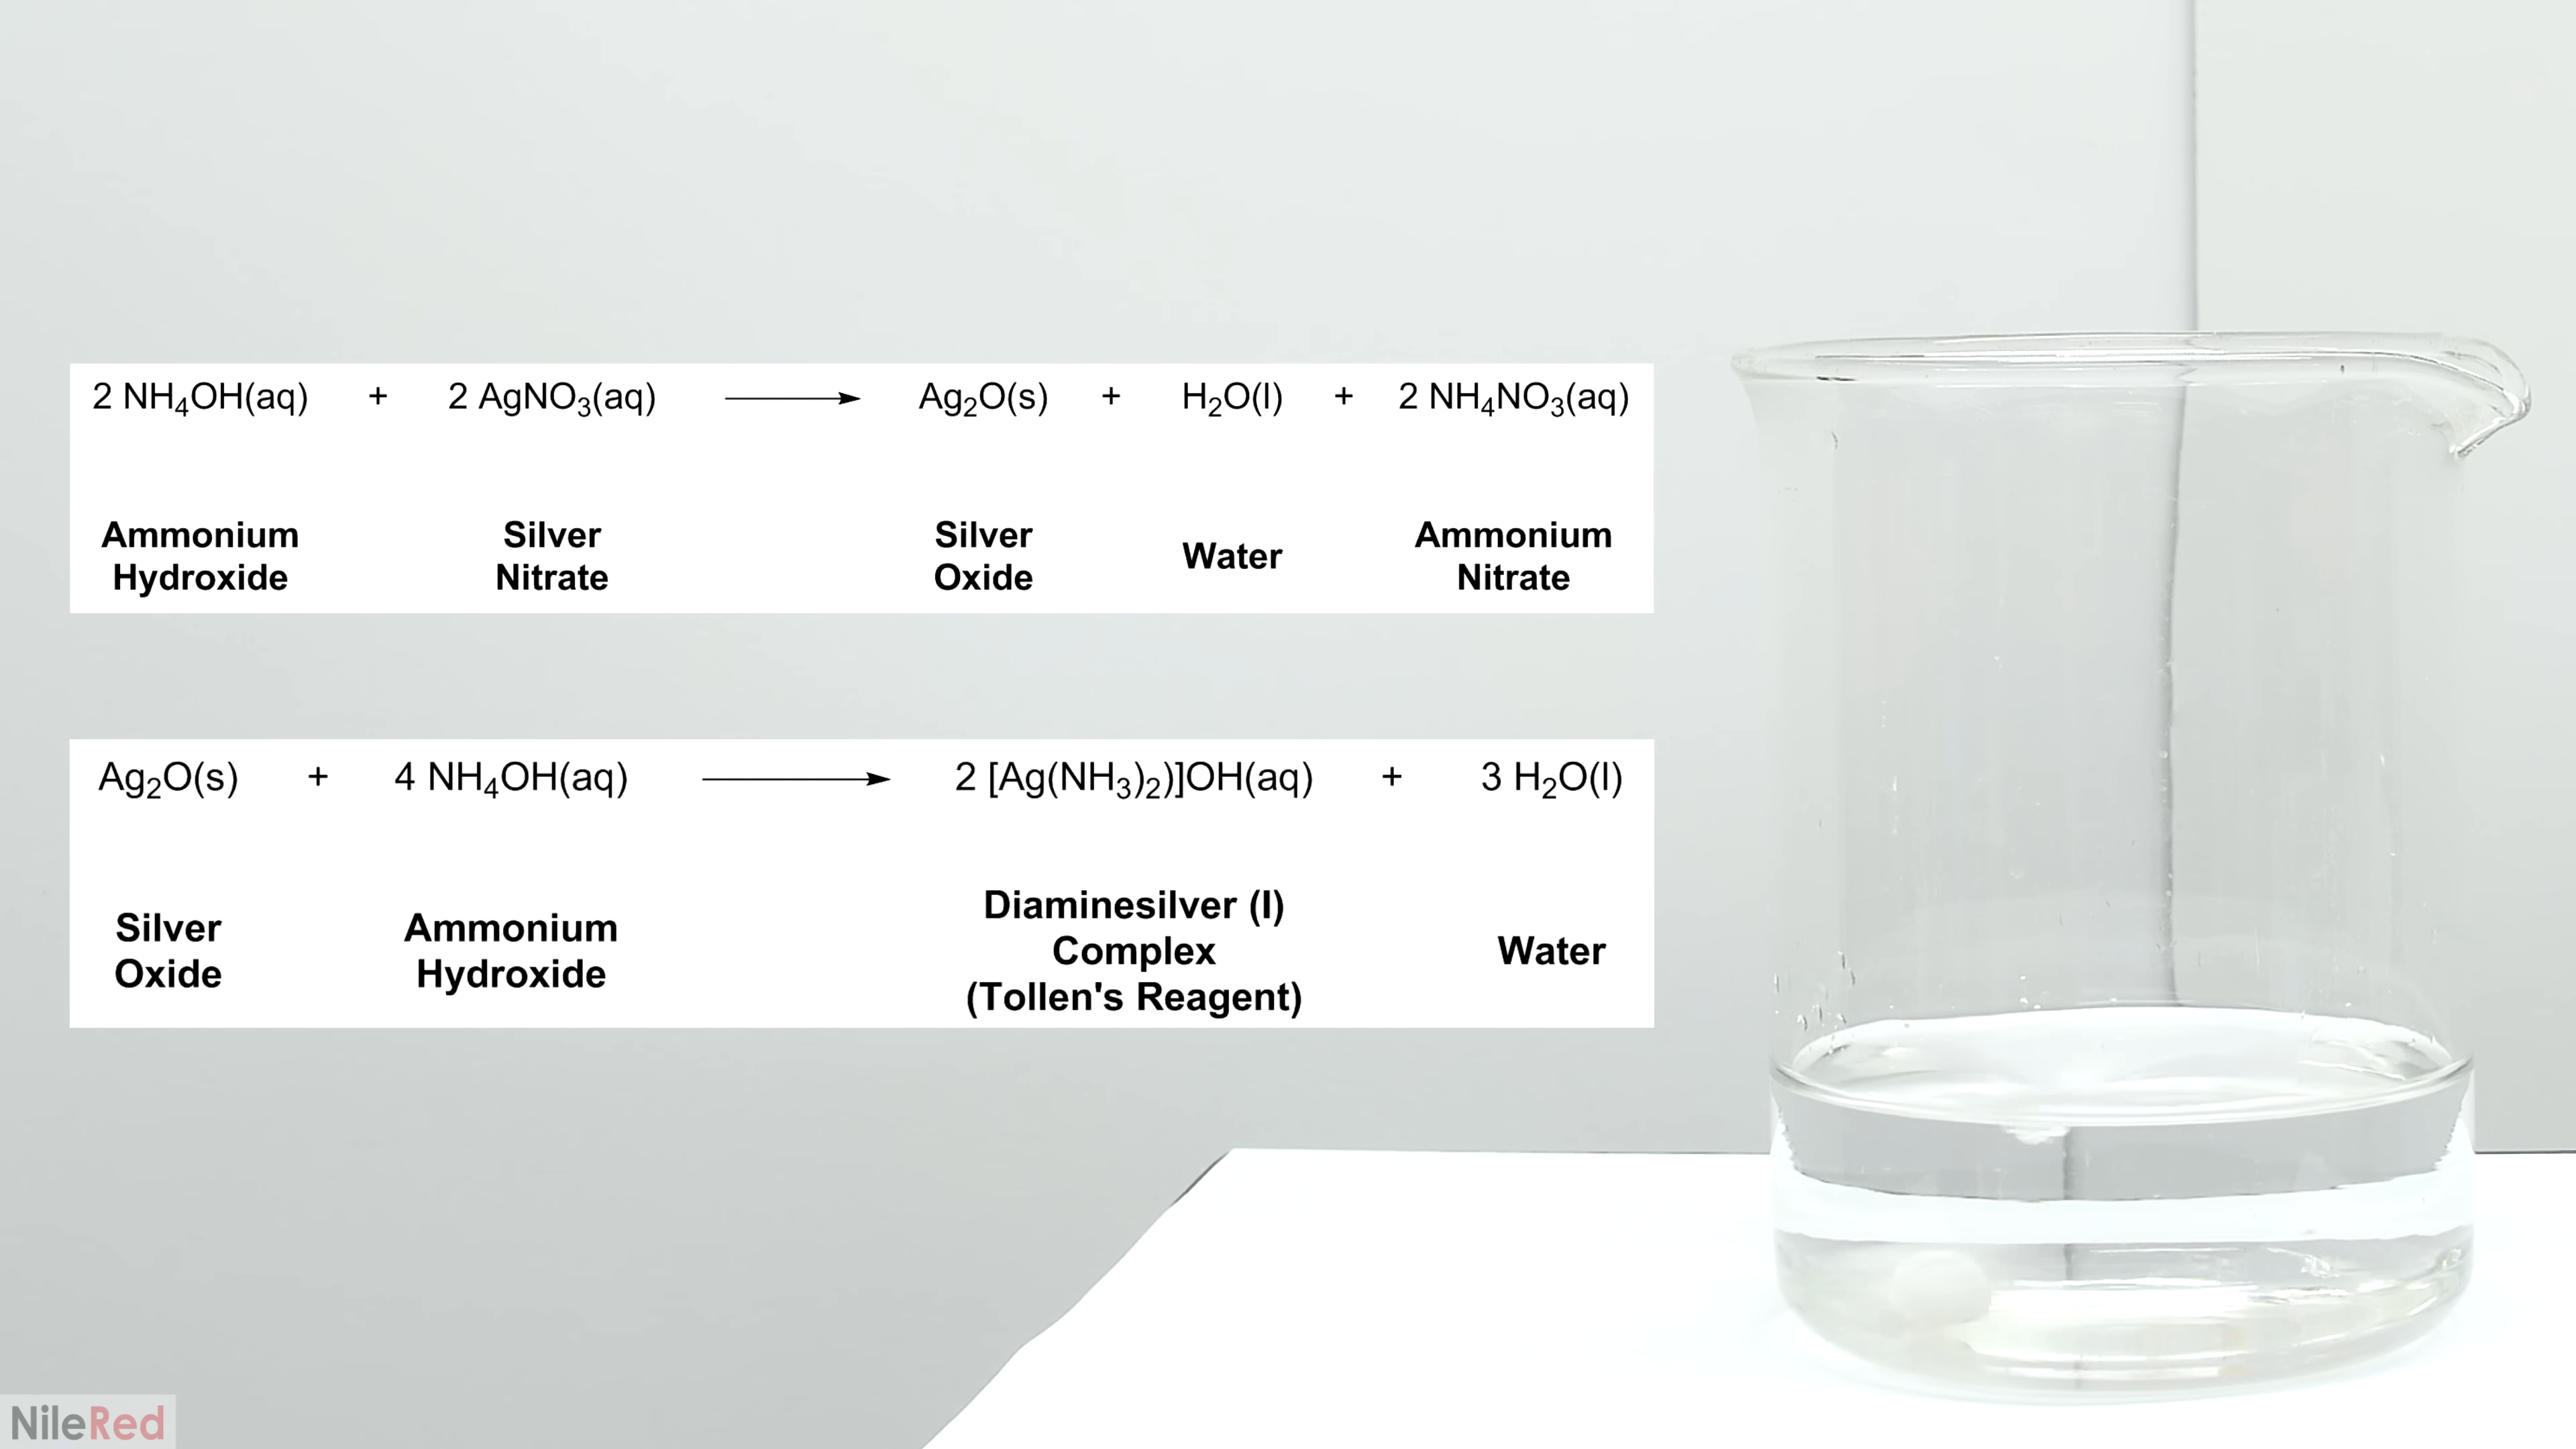 2 NH₄OH(aq) + 2 AgNO₃(aq) ⟶ Ag₂O(s) + H₂O(l) + 2 NH₄NO₃(aq)
Ammonium Hydroxide Silver Nitrate Silver Oxide Water Ammonium Nitrate
Ag₂O(s) + 4 NH₄OH(aq) ⟶ 2 [Ag(NH₃)₂)]OH(aq) + 3 H₂O(l)
Silver Oxide Ammonium Hydroxide Diaminesilver (I) Complex (Tollen's Reagent) Water
NileRed